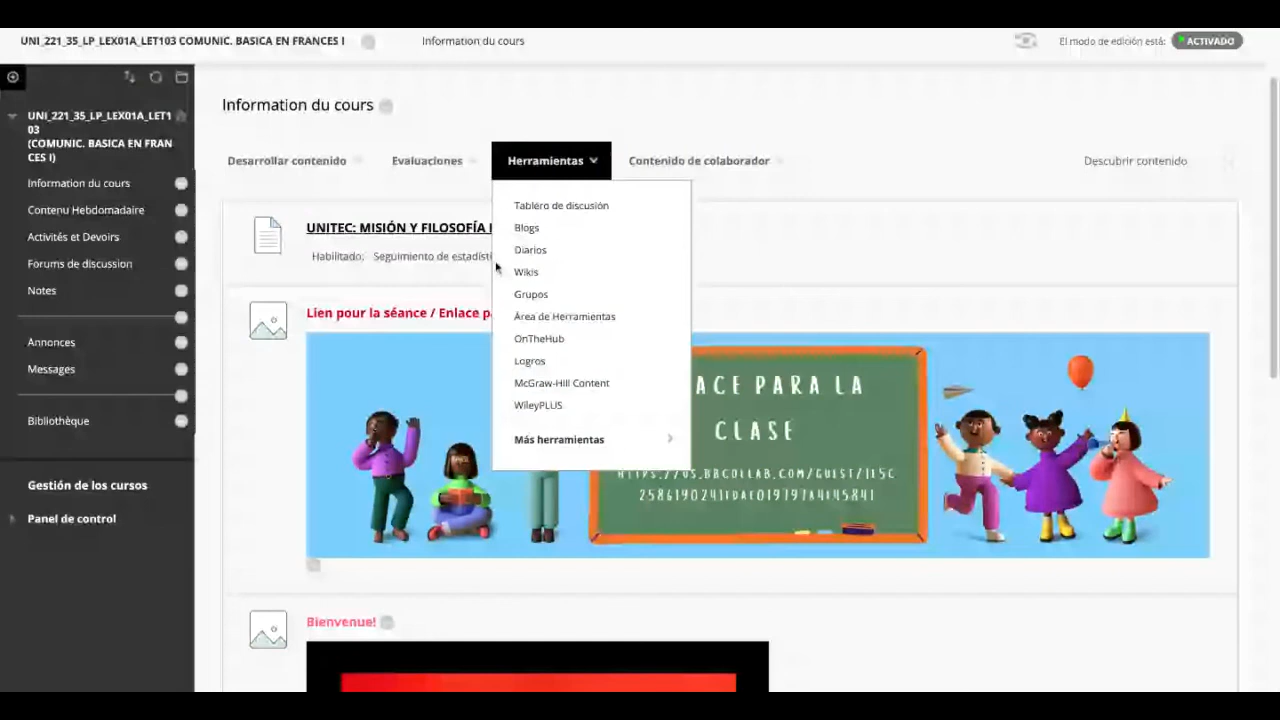 UNI_221_35_LP_LEX01A_LET103 COMUNIC. BASICA EN FRANCES I
Information du cours
El modo de edición está:
ACTIVADO
UNI_221_35_LP_LEX01A_LET1
03
(COMUNIC. BASICA EN FRAN
CES I)
Information du cours
Contenu Hebdomadaire
Activités et Devoirs
Forums de discussion
Notes
Annonces
Messages
Bibliothèque
Gestión de los cursos
Panel de control
Information du cours
Desarrollar contenido
Evaluaciones
Herramientas
Contenido de colaborador
Descubrir contenido
Tablero de discusión
Blogs
Diarios
Wikis
Grupos
Área de Herramientas
OnTheHub
Logros
McGraw-Hill Content
WileyPLUS
Más herramientas
UNITEC: MISIÓN Y FILOSOFÍA
Habilitado: Seguimiento de estadíst
Lien pour la séance / Enlace p
ACE PARA LA
CLASE
Bienvenue!